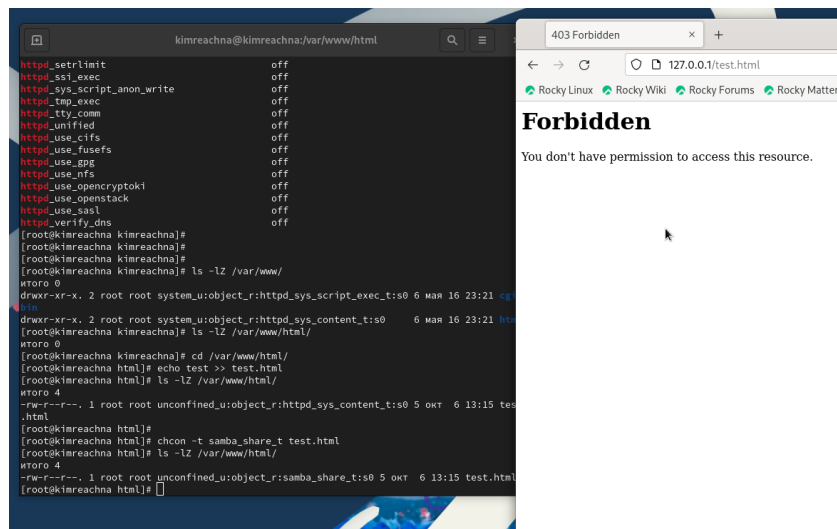 kimreachna@kimreachna:/var/www/html
httpd_setrlimit off
httpd_ssi_exec off
httpd_sys_script_anon_write off
httpd_tmp_exec off
httpd_tty_comm off
httpd_unified off
httpd_use_cifs off
httpd_use_fusefs off
httpd_use_gpg off
httpd_use_nfs off
httpd_use_opencryptoki off
httpd_use_openstack off
httpd_use_sasl off
httpd_verify_dns off
[root@kimreachna kimreachna]#
[root@kimreachna kimreachna]#
[root@kimreachna kimreachna]#
[root@kimreachna kimreachna]# ls -lZ /var/www/
итого 0
drwxr-xr-x. 2 root root system_u:object_r:httpd_sys_script_exec_t:s0 6 мая 16 23:21 cgi
bin
drwxr-xr-x. 2 root root system_u:object_r:httpd_sys_content_t:s0 6 мая 16 23:21 htm
[root@kimreachna kimreachna]# ls -lZ /var/www/html/
итого 0
[root@kimreachna kimreachna]# cd /var/www/html/
[root@kimreachna html]# echo test >> test.html
[root@kimreachna html]# ls -lZ /var/www/html/
итого 4
-rw-r--r--. 1 root root unconfined_u:object_r:httpd_sys_content_t:s0 5 окт 6 13:15 tes
.html
[root@kimreachna html]#
[root@kimreachna html]# chcon -t samba_share_t test.html
[root@kimreachna html]# ls -lZ /var/www/html/
итого 4
-rw-r--r--. 1 root root unconfined_u:object_r:samba_share_t:s0 5 окт 6 13:15 test.html
[root@kimreachna html]#
403 Forbidden
127.0.0.1/test.html
Rocky Linux Rocky Wiki Rocky Forums Rocky Matter
Forbidden
You don't have permission to access this resource.